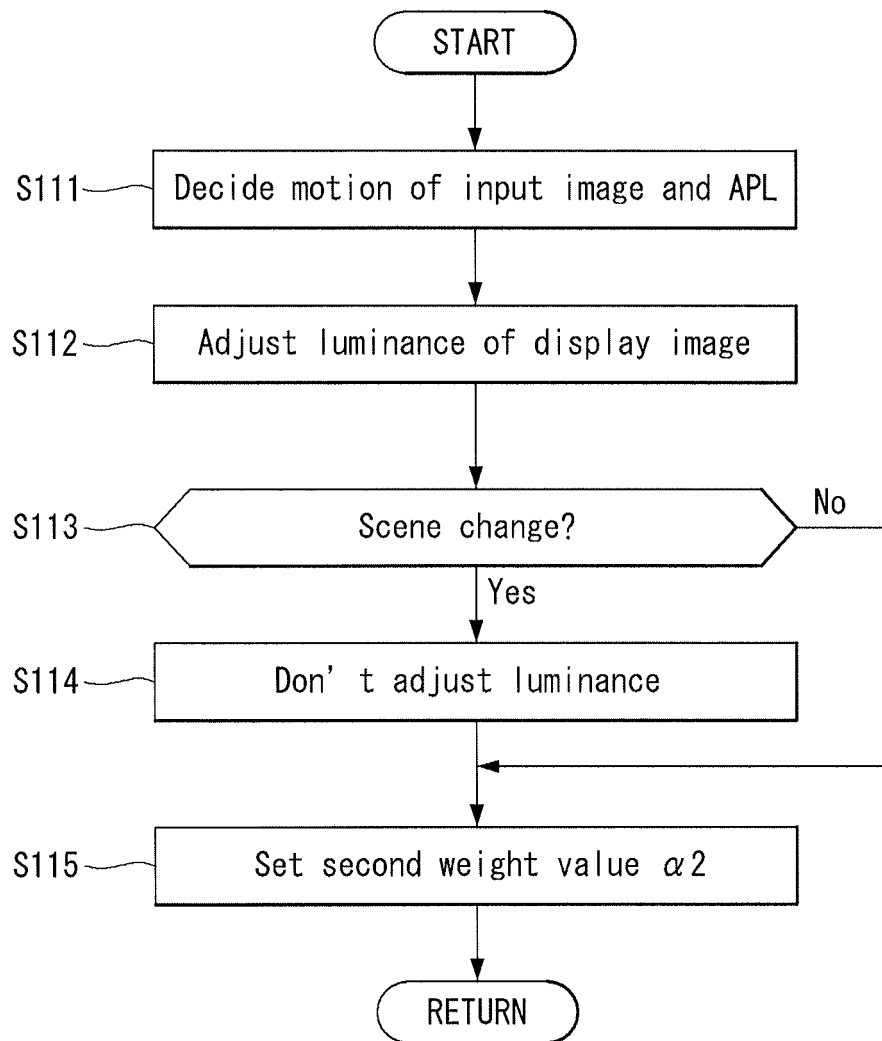 START
S111
Decide motion of input image and APL
S112
Adjust luminance of display image
S113
Scene change?
No
Yes
S114
Don't adjust luminance
S115
Set second weight value α2
RETURN